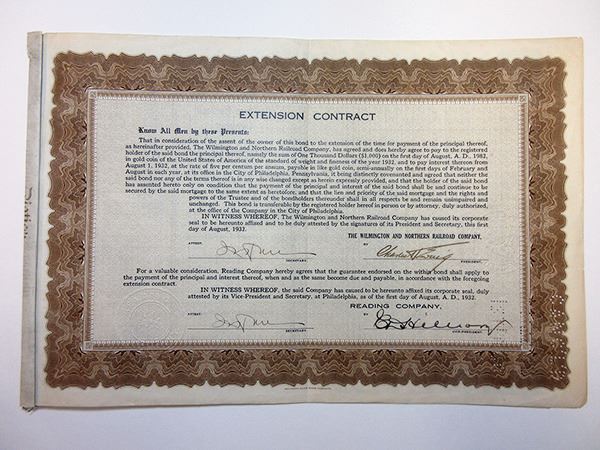 EXTENSION CONTRACT
Know All Men by these Presents:
That in consideration of the assent of the owner of this bond to the extension of the time for payment of the principal thereof,
as hereinafter provided, The Wilmington and Northern Railroad Company, has agreed and does hereby agree to pay to the registered
holder of the said bond the principal thereof, namely the sum of One Thousand Dollars ($1,000) on the first day of August, A. D., 1982,
in gold coin of the United States of America of the standard of weight and fineness of the year 1932, and to pay interest thereon from
August 1, 1932, at the rate of five per centum per annum, payable in like gold coin, semi-annually on the first days of February and
August in each year, at its office in the City of Philadelphia, Pennsylvania, it being distinctly covenanted and agreed that neither the
said bond nor any of the terms thereof is in any wise changed except as herein expressly provided, and that the holder of the said bond
has assented hereto only on condition that the payment of the principal and interest of the said bond shall be and continue to be
secured by the said mortgage to the same extent as heretofore, and that the lien and priority of the said mortgage and the rights and
powers of the Trustee and of the bondholders thereunder shall in all respects be and remain unimpaired and
unchanged. This bond is transferable by the registered holder hereof in person or by attorney, duly authorized,
at the office of the Company in the City of Philadelphia.
IN WITNESS WHEREOF, The Wilmington and Northern Railroad Company has caused its corporate
seal to be hereunto affixed and to be duly attested by the signatures of its President and Secretary, this first
day of August, 1932.
THE WILMINGTON AND NORTHERN RAILROAD COMPANY,
ATTEST: BY
SECRETARY. PRESIDENT.
For a valuable consideration, Reading Company hereby agrees that the guarantee endorsed on the within bond shall apply
to the payment of the principal and interest thereof, when and as the same become due and payable, in accordance with the foregoing
extension contract.
IN WITNESS WHEREOF, the said Company has caused to be hereunto affixed its corporate seal, duly
attested by its Vice-President and Secretary, at Philadelphia, as of the first day of August, A. D., 1932.
READING COMPANY,
ATTEST: BY
SECRETARY. VICE-PRESIDENT.